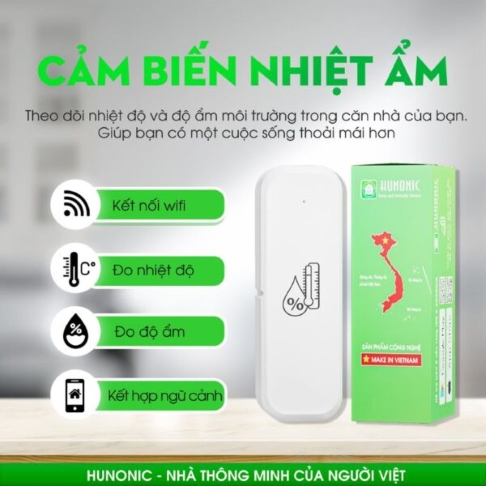 CẢM BIẾN NHIỆT ẨM
Theo dõi nhiệt độ và độ ẩm môi trường trong căn nhà của bạn.
Giúp bạn có một cuộc sống thoải mái hơn
Kết nối wifi
C°
Đo nhiệt độ
%
Đo độ ẩm
Kết hợp ngữ cảnh
%
HUNONIC
SẢN PHẨM CÔNG NGHỆ
MAKE IN VIETNAM
HUNONIC - NHÀ THÔNG MINH CỦA NGƯỜI VIỆT